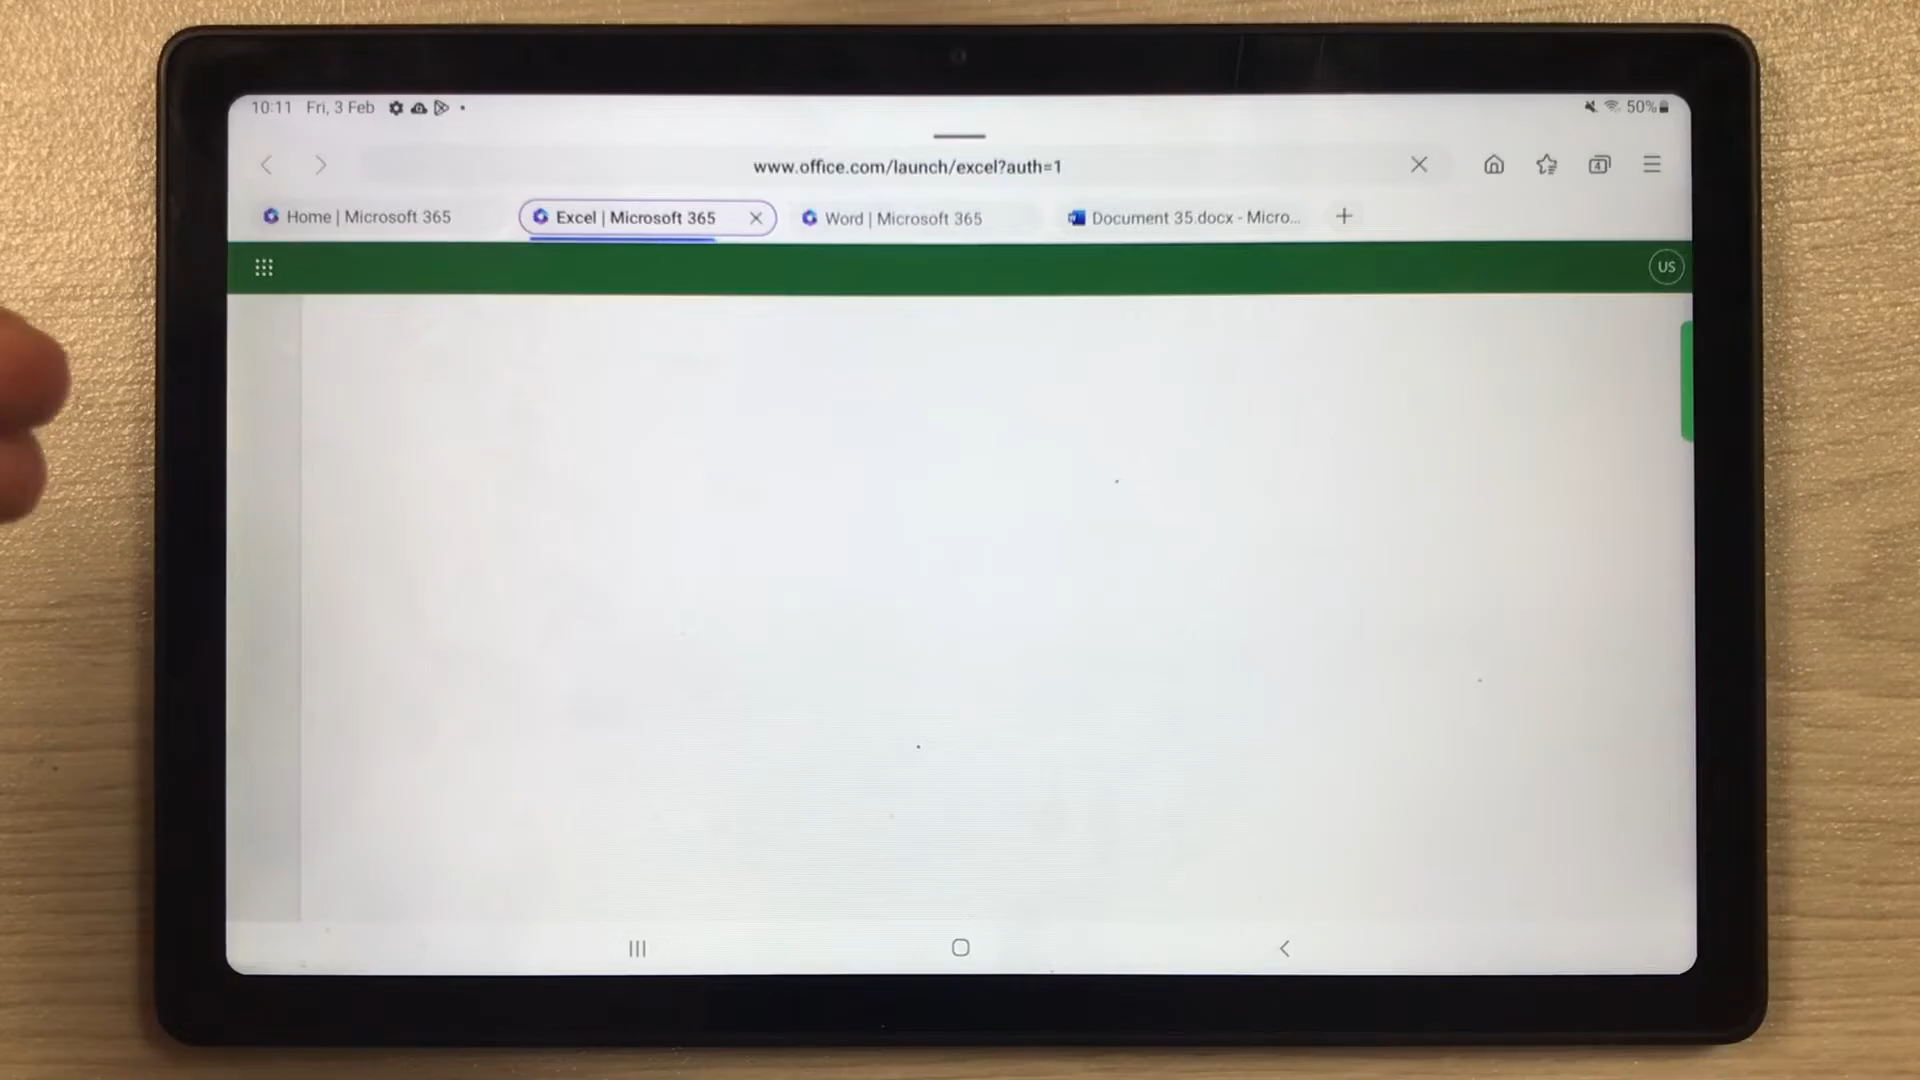 10:11 Fri, 3 Feb 50%
www.office.com/launch/excel?auth=1 4
Home | Microsoft 365 Excel | Microsoft 365 Word | Microsoft 365 Document 35.docx - Micro...
US